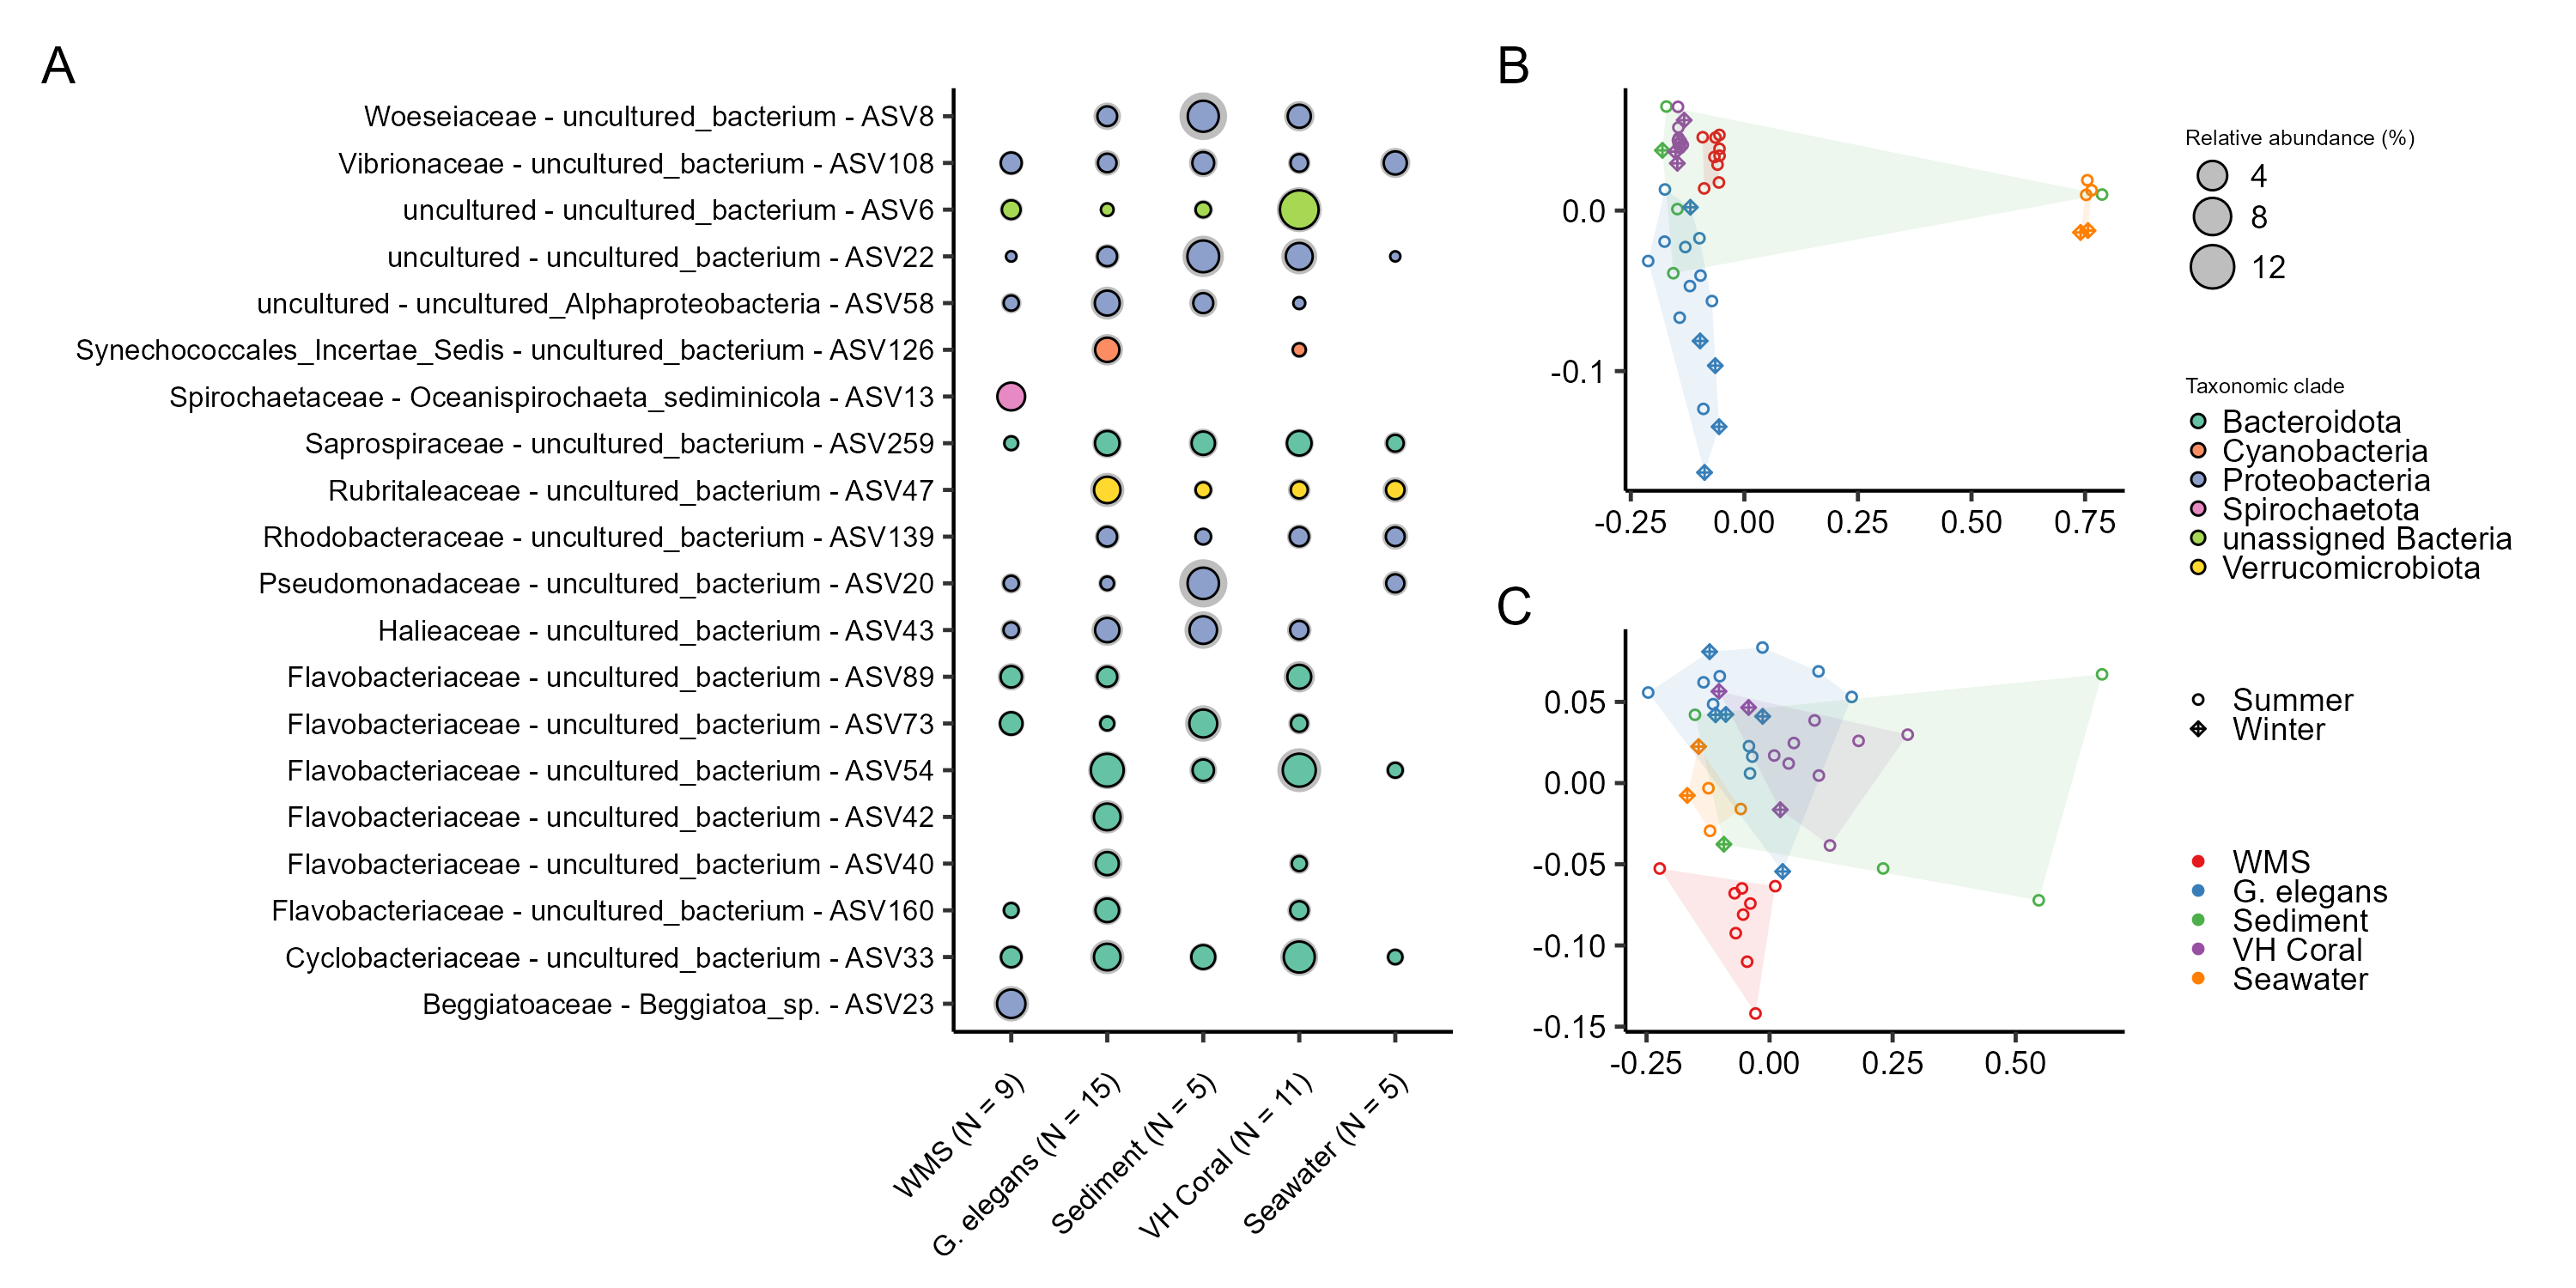 A
Woeseiaceae - uncultured_bacterium - ASV8
Vibrionaceae - uncultured_bacterium - ASV108
uncultured - uncultured_bacterium - ASV6
uncultured - uncultured_bacterium - ASV22
uncultured - uncultured_Alphaproteobacteria - ASV58
Synechococcales_Incertae_Sedis - uncultured_bacterium - ASV126
Spirochaetaceae - Oceanispirochaeta_sediminicola - ASV13
Saprospiraceae - uncultured_bacterium - ASV259
Rubritaleaceae - uncultured_bacterium - ASV47
Rhodobacteraceae - uncultured_bacterium - ASV139
Pseudomonadaceae - uncultured_bacterium - ASV20
Halieaceae - uncultured_bacterium - ASV43
Flavobacteriaceae - uncultured_bacterium - ASV89
Flavobacteriaceae - uncultured_bacterium - ASV73
Flavobacteriaceae - uncultured_bacterium - ASV54
Flavobacteriaceae - uncultured_bacterium - ASV42
Flavobacteriaceae - uncultured_bacterium - ASV40
Flavobacteriaceae - uncultured_bacterium - ASV160
Cyclobacteriaceae - uncultured_bacterium - ASV33
Beggiatoaceae - Beggiatoa_sp. - ASV23
WMS (N = 9)
G. elegans (N = 15)
Sediment (N = 5)
VH Coral (N = 11)
Seawater (N = 5)
B
0.0
-0.1
-0.25 0.00 0.25 0.50 0.75
Relative abundance (%)
4
8
12
Taxonomic clade
Bacteroidota
Cyanobacteria
Proteobacteria
Spirochaetota
unassigned Bacteria
Verrucomicrobiota
C
0.05
0.00
-0.05
-0.10
-0.15
-0.25 0.00 0.25 0.50
Summer
Winter
WMS
G. elegans
Sediment
VH Coral
Seawater